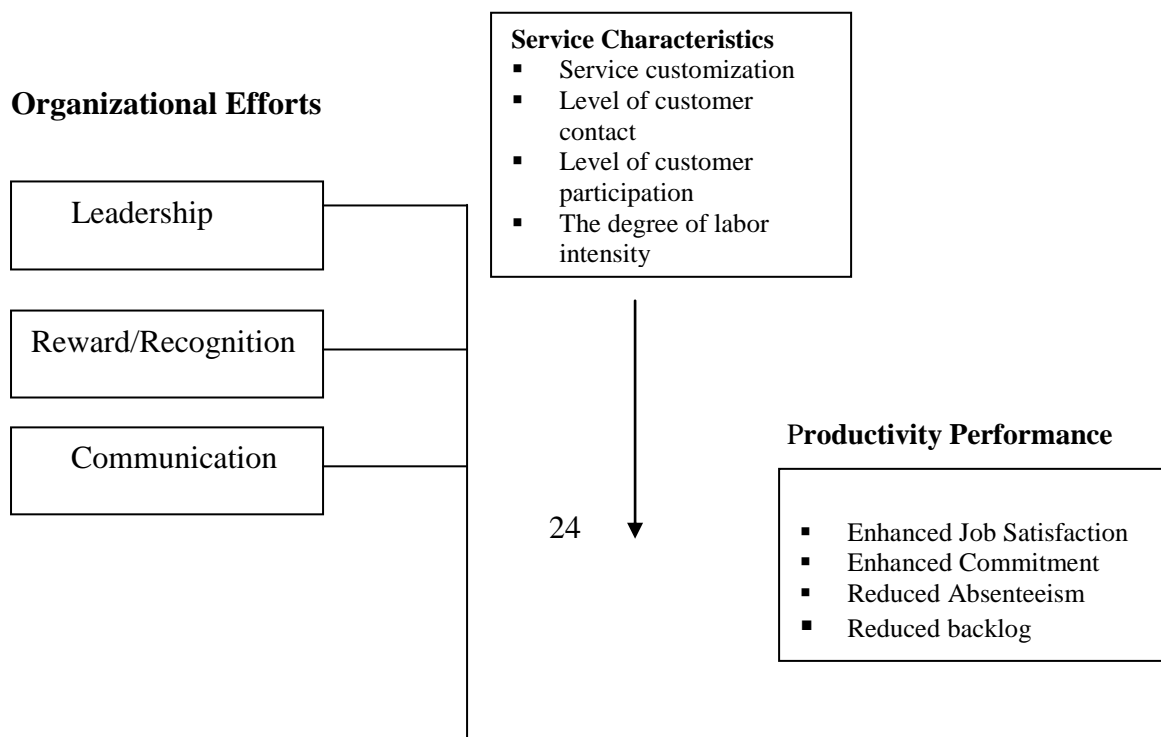 Service Characteristics
▪ Service customization
▪ Level of customer
contact
▪ Level of customer
participation
▪ The degree of labor
intensity
Organizational Efforts
Leadership
Reward/Recognition
Communication
24
Productivity Performance
▪ Enhanced Job Satisfaction
▪ Enhanced Commitment
▪ Reduced Absenteeism
▪ Reduced backlog